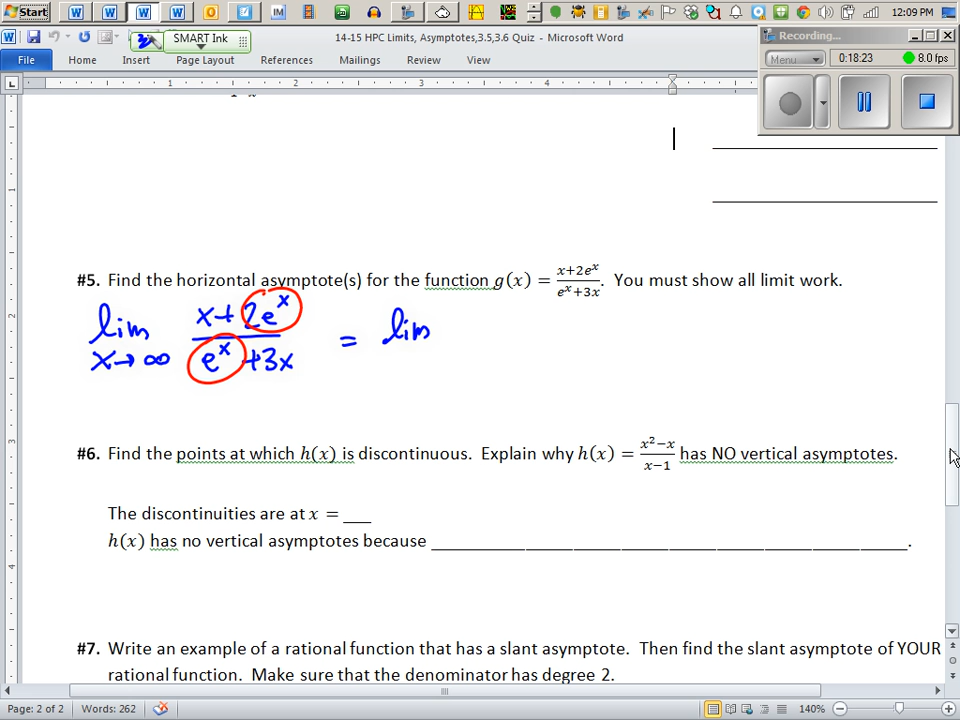 Start
12:09 PM
SMART Ink
14-15 HPC Limits, Asymptotes,3.5,3.6 Quiz - Microsoft Word
Recording...
Menu
0:18:23
8.0 fps
File Home Insert Page Layout References Mailings Review View
1 2 3 4 5
#5. Find the horizontal asymptote(s) for the function g(x) = (x+2e^x)/(e^x+3x). You must show all limit work.
lim x→∞ (x+2e^x)/(e^x+3x) = lim
#6. Find the points at which h(x) is discontinuous. Explain why h(x) = (x²−x)/(x−1) has NO vertical asymptotes.
The discontinuities are at x = ___
h(x) has no vertical asymptotes because ______.
#7. Write an example of a rational function that has a slant asymptote. Then find the slant asymptote of YOUR
rational function. Make sure that the denominator has degree 2.
Page: 2 of 2 Words: 262 140%